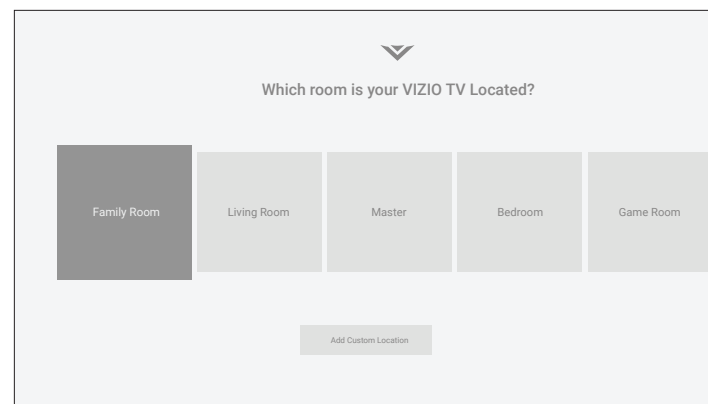 Which room is your VIZIO TV Located?
Family Room
Living Room
Master
Bedroom
Game Room
Add Custom Location